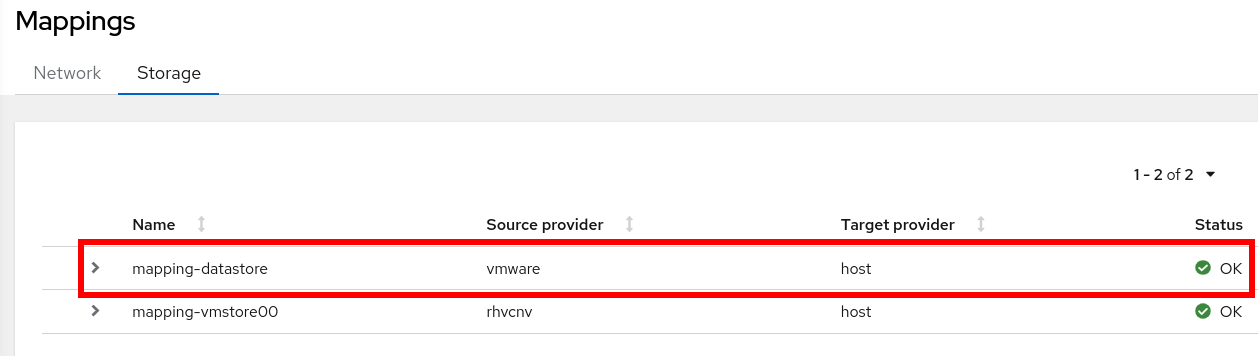 Mappings
Network Storage
1 - 2 of 2
Name Source provider Target provider Status
mapping-datastore vmware host OK
mapping-vmstore00 rhvcnv host OK